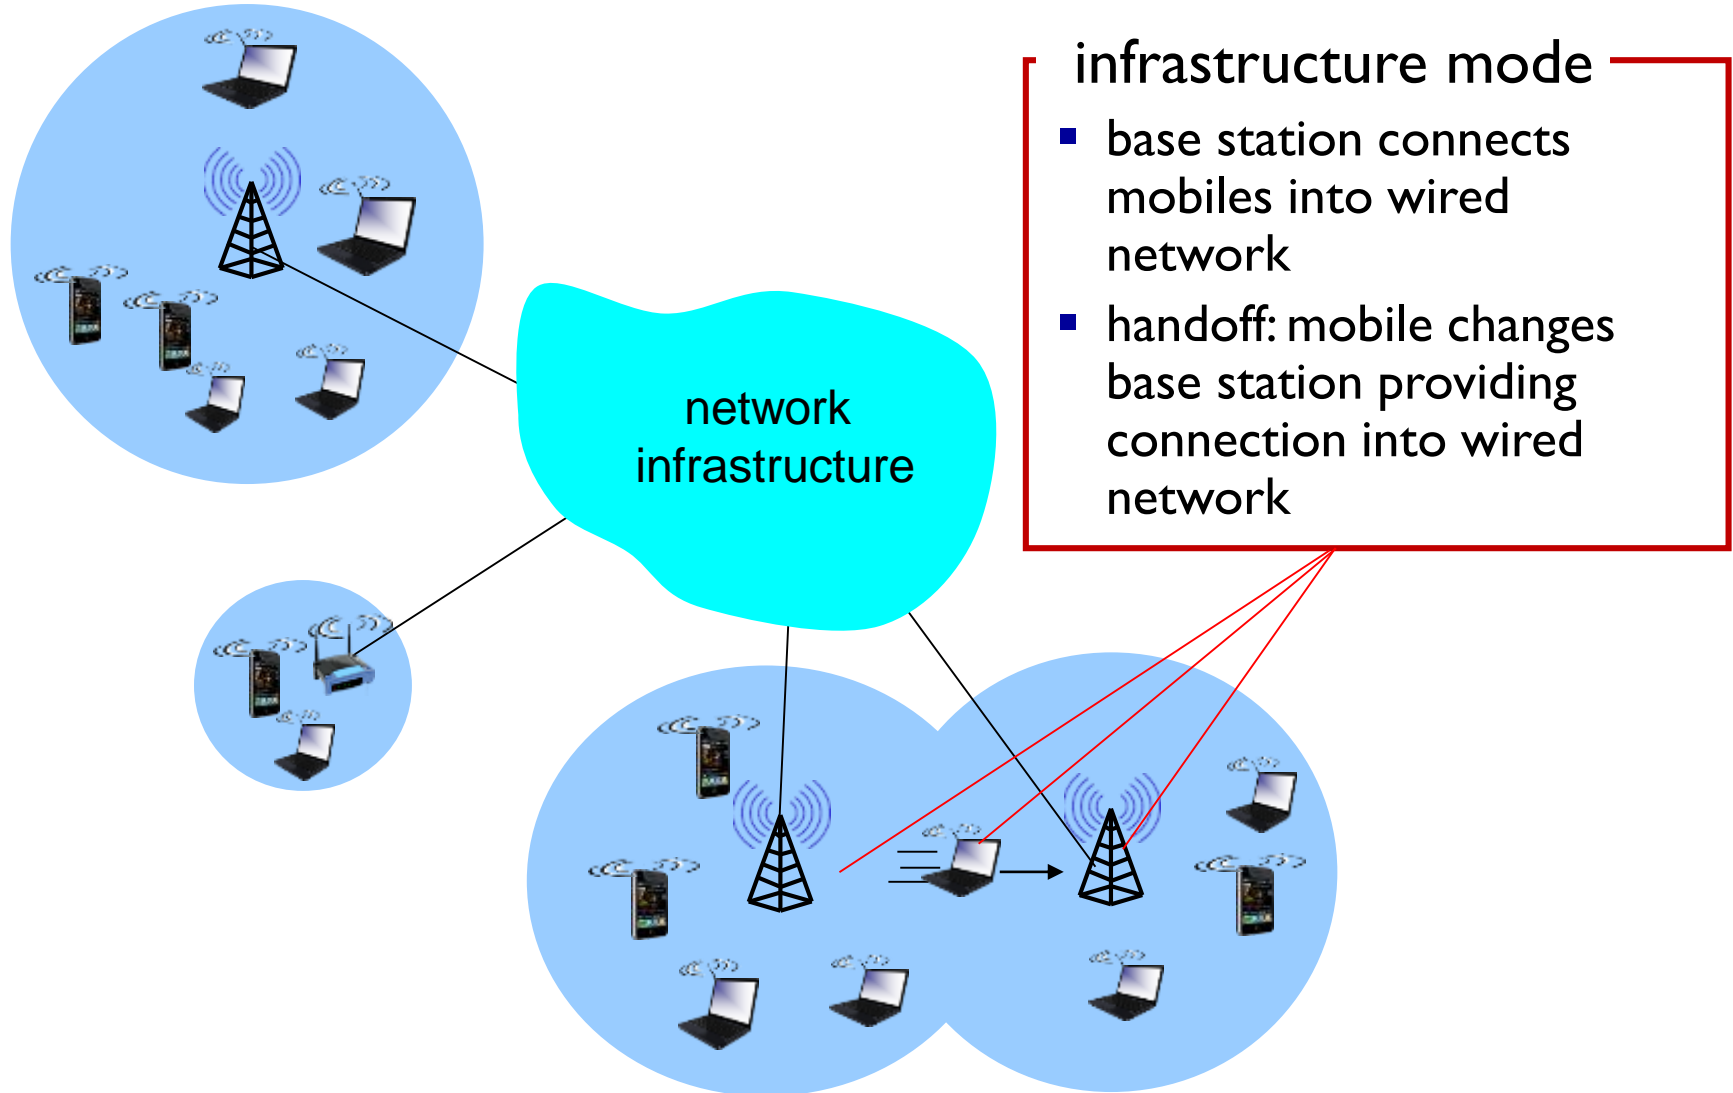 infrastructure mode
▪ base station connects
mobiles into wired
network
▪ handoff: mobile changes
base station providing
connection into wired
network
network
infrastructure